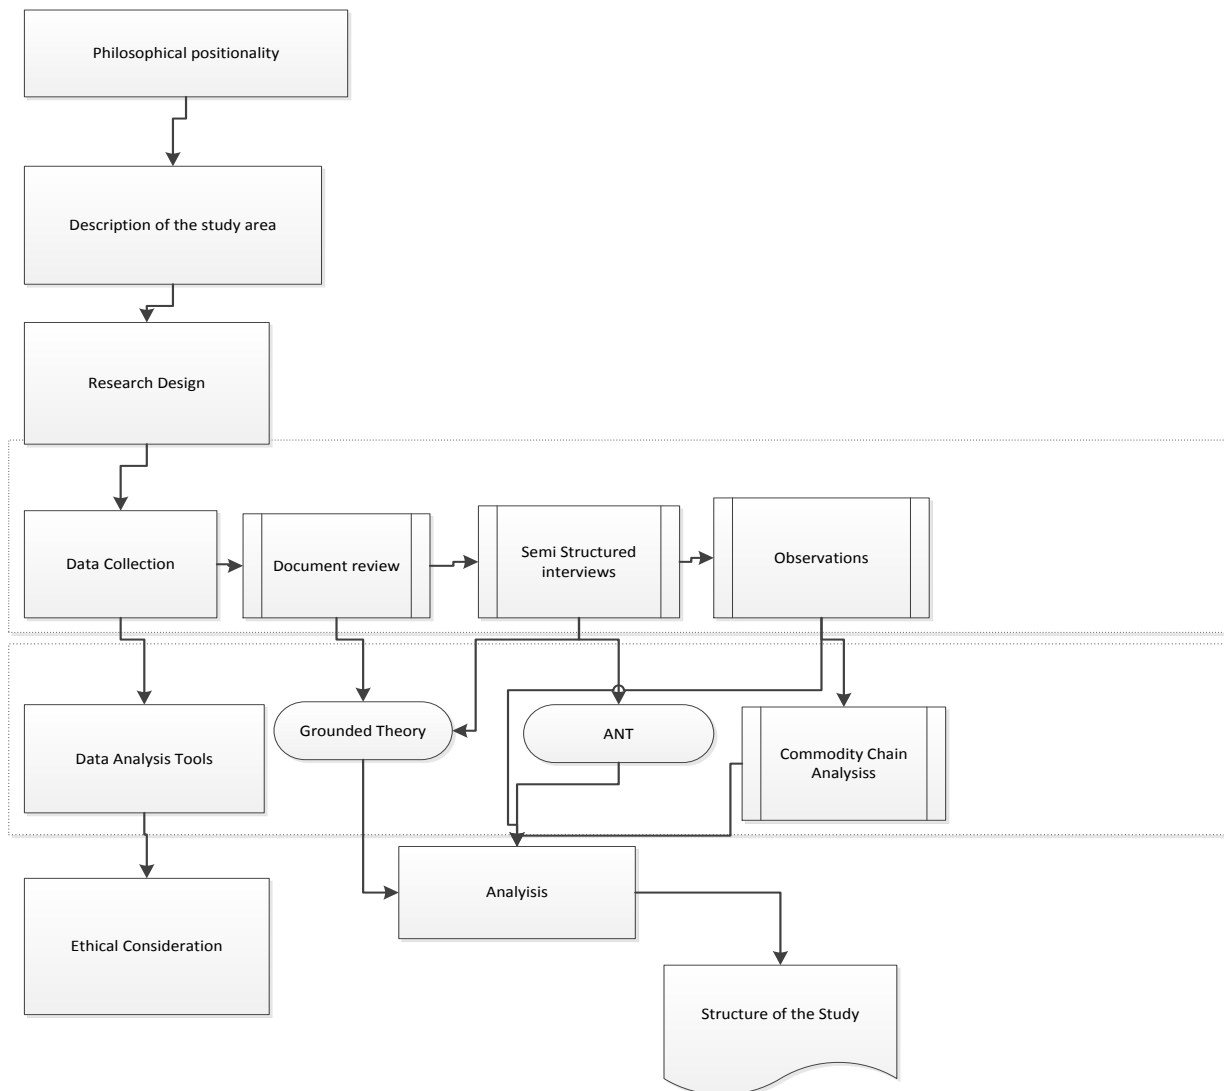 Philosophical positionality
Description of the study area
Research Design
Data Collection
Document review
Semi Structured
interviews
Observations
Data Analysis Tools
Grounded Theory
ANT
Commodity Chain
Analysiss
Ethical Consideration
Analyisis
Structure of the Study